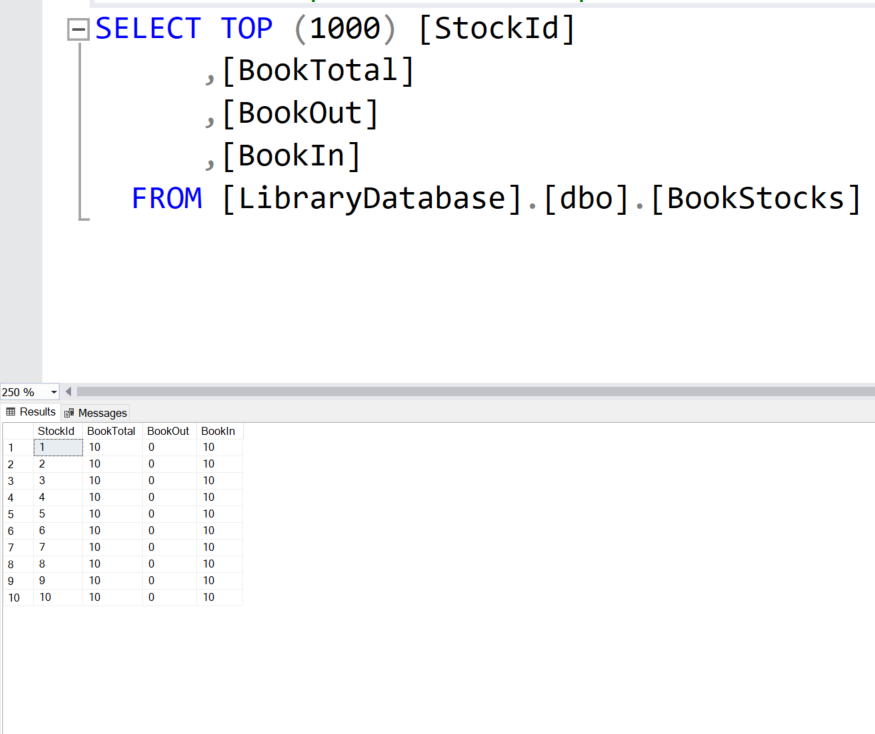 SELECT TOP (1000) [StockId]
,[BookTotal]
,[BookOut]
,[BookIn]
FROM [LibraryDatabase].[dbo].[BookStocks]
250 %
Results Messages
StockId BookTotal BookOut BookIn
1 1 10 0 10
2 2 10 0 10
3 3 10 0 10
4 4 10 0 10
5 5 10 0 10
6 6 10 0 10
7 7 10 0 10
8 8 10 0 10
9 9 10 0 10
10 10 10 0 10